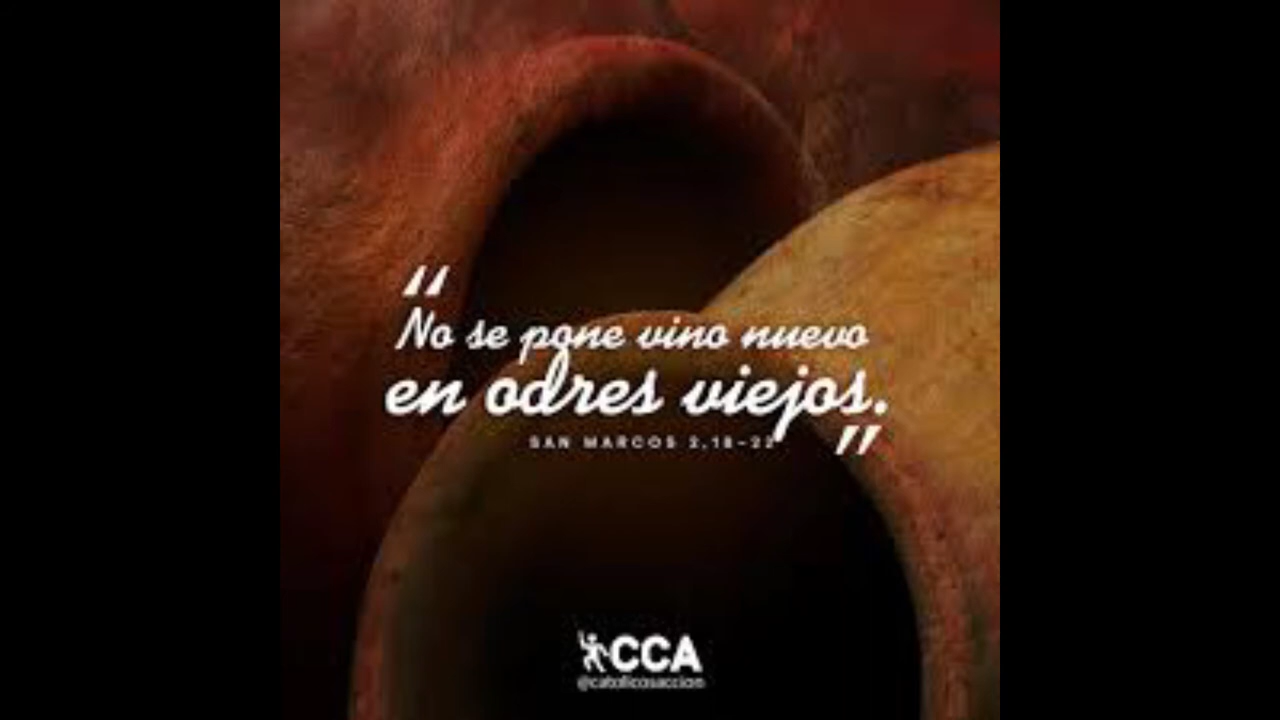 “
No se pone vino nuevo
en odres viejos.
”
SAN MARCOS 2,18-22
CCA
@catolicosaccion